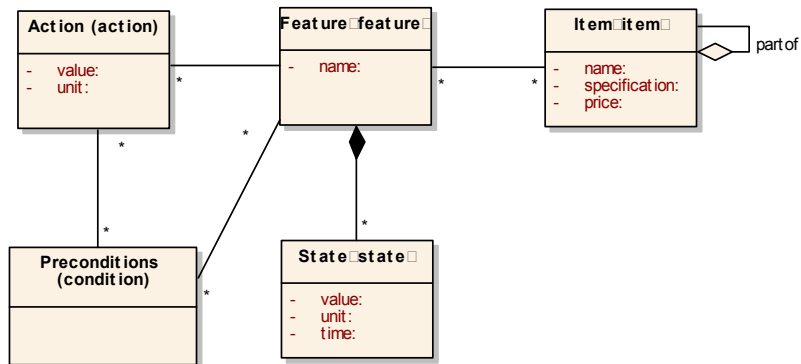 Action (action)
- value:
- unit:
Feature□feature□
- name:
Item□item□
- name:
- specification:
- price:
part of
*
*
*
*
*
*
*
*
Preconditions
(condition)
State□state□
- value:
- unit:
- time: